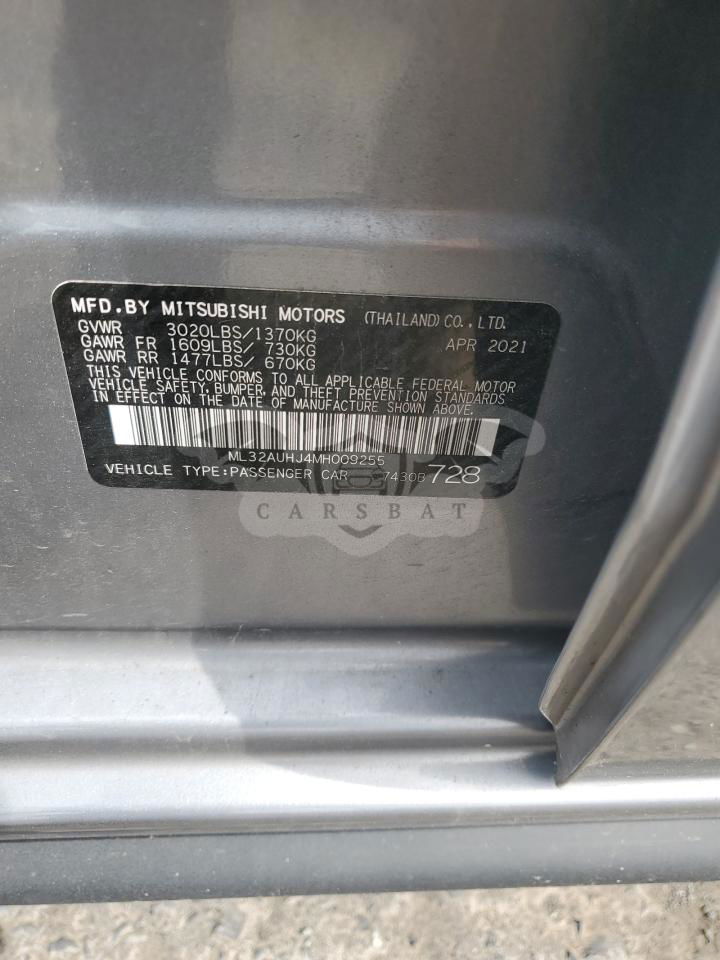 MFD.BY MITSUBISHI MOTORS (THAILAND) CO., LTD.
GVWR 3020LBS/1370KG APR 2021
GAWR FR 1609LBS/ 730KG
GAWR RR 1477LBS/ 670KG
THIS VEHICLE CONFORMS TO ALL APPLICABLE FEDERAL MOTOR
VEHICLE SAFETY, BUMPER, AND THEFT PREVENTION STANDARDS
IN EFFECT ON THE DATE OF MANUFACTURE SHOWN ABOVE.
ML32AUHJ4MH009255
VEHICLE TYPE:PASSENGER CAR 7430B 728
CARSBAT